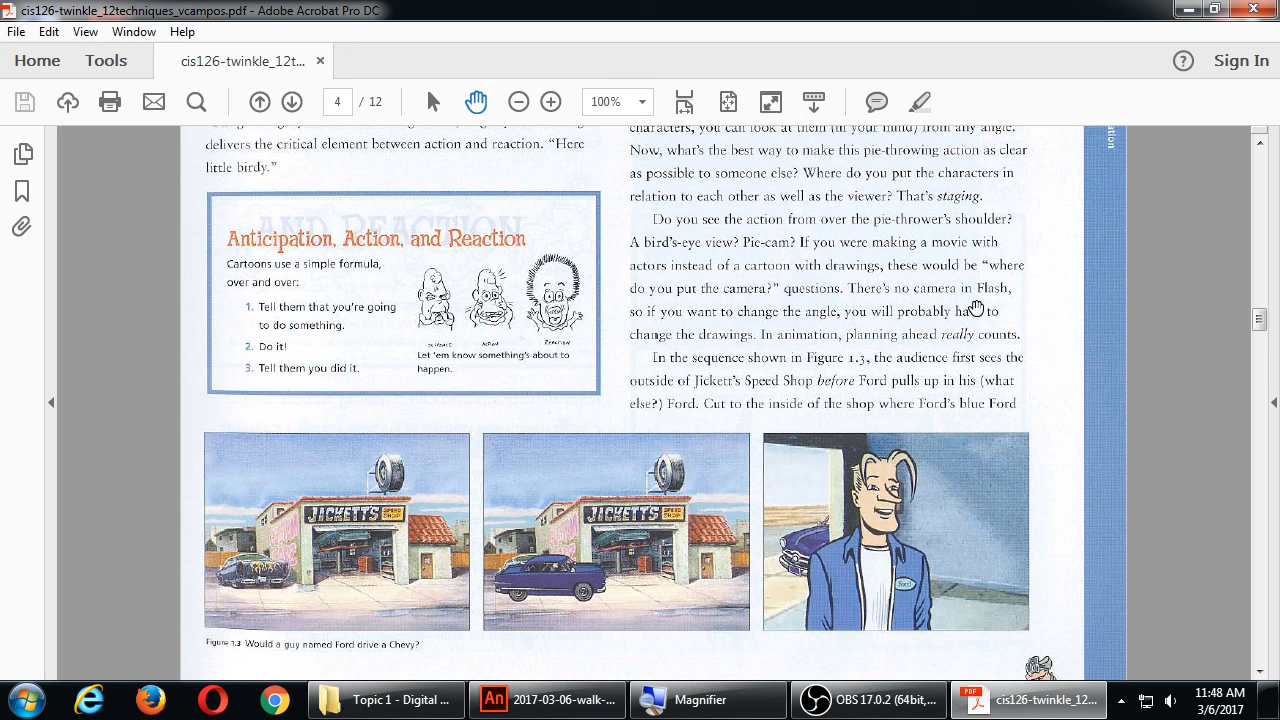 cis126-twinkle_12techniques_vcampos.pdf - Adobe Acrobat Pro DC
File Edit View Window Help
Home Tools cis126-twinkle_12t... × ? Sign In
4 / 12 100%
delivers the critical element between action and reaction. “Here
little birdy.”
Anticipation, Action, and Reaction
Cartoons use a simple formula,
over and over:
1. Tell them that you're going
to do something.
2. Do it!
3. Tell them you did it.
ACTION
REACTION
Let 'em know something's about to
happen.
characters, you can look at them (in your mind) from any angle.
Now, what's the best way to make this pie-throwing action as clear
as possible to someone else? Where do you put the characters in
relation to each other as well as the viewer? That's staging.
Do you see the action from over the pie-thrower's shoulder?
A bird's-eye view? Pie-cam? If you were making a movie with
actors instead of a cartoon with drawings, these would be “where
do you put the camera?” questions. There's no camera in Flash,
so if you want to change the angle, you will probably have to
change the drawings. In animation, planning ahead really counts.
In the sequence shown in Figure 1.3, the audience first sees the
outside of Jickett's Speed Shop before Ford pulls up in his (what
else?) Ford. Cut to the inside of the shop where Ford's blue Ford
JICKETT'S SPEED SHOP
JICKETT'S SPEED SHOP
Ford
Figure 1.3 Would a guy named Ford drive a Chevy?
Topic 1 - Digital ...
An 2017-03-06-walk-...
Magnifier
OBS 17.0.2 (64bit,...
PDF cis126-twinkle_12...
11:48 AM
3/6/2017